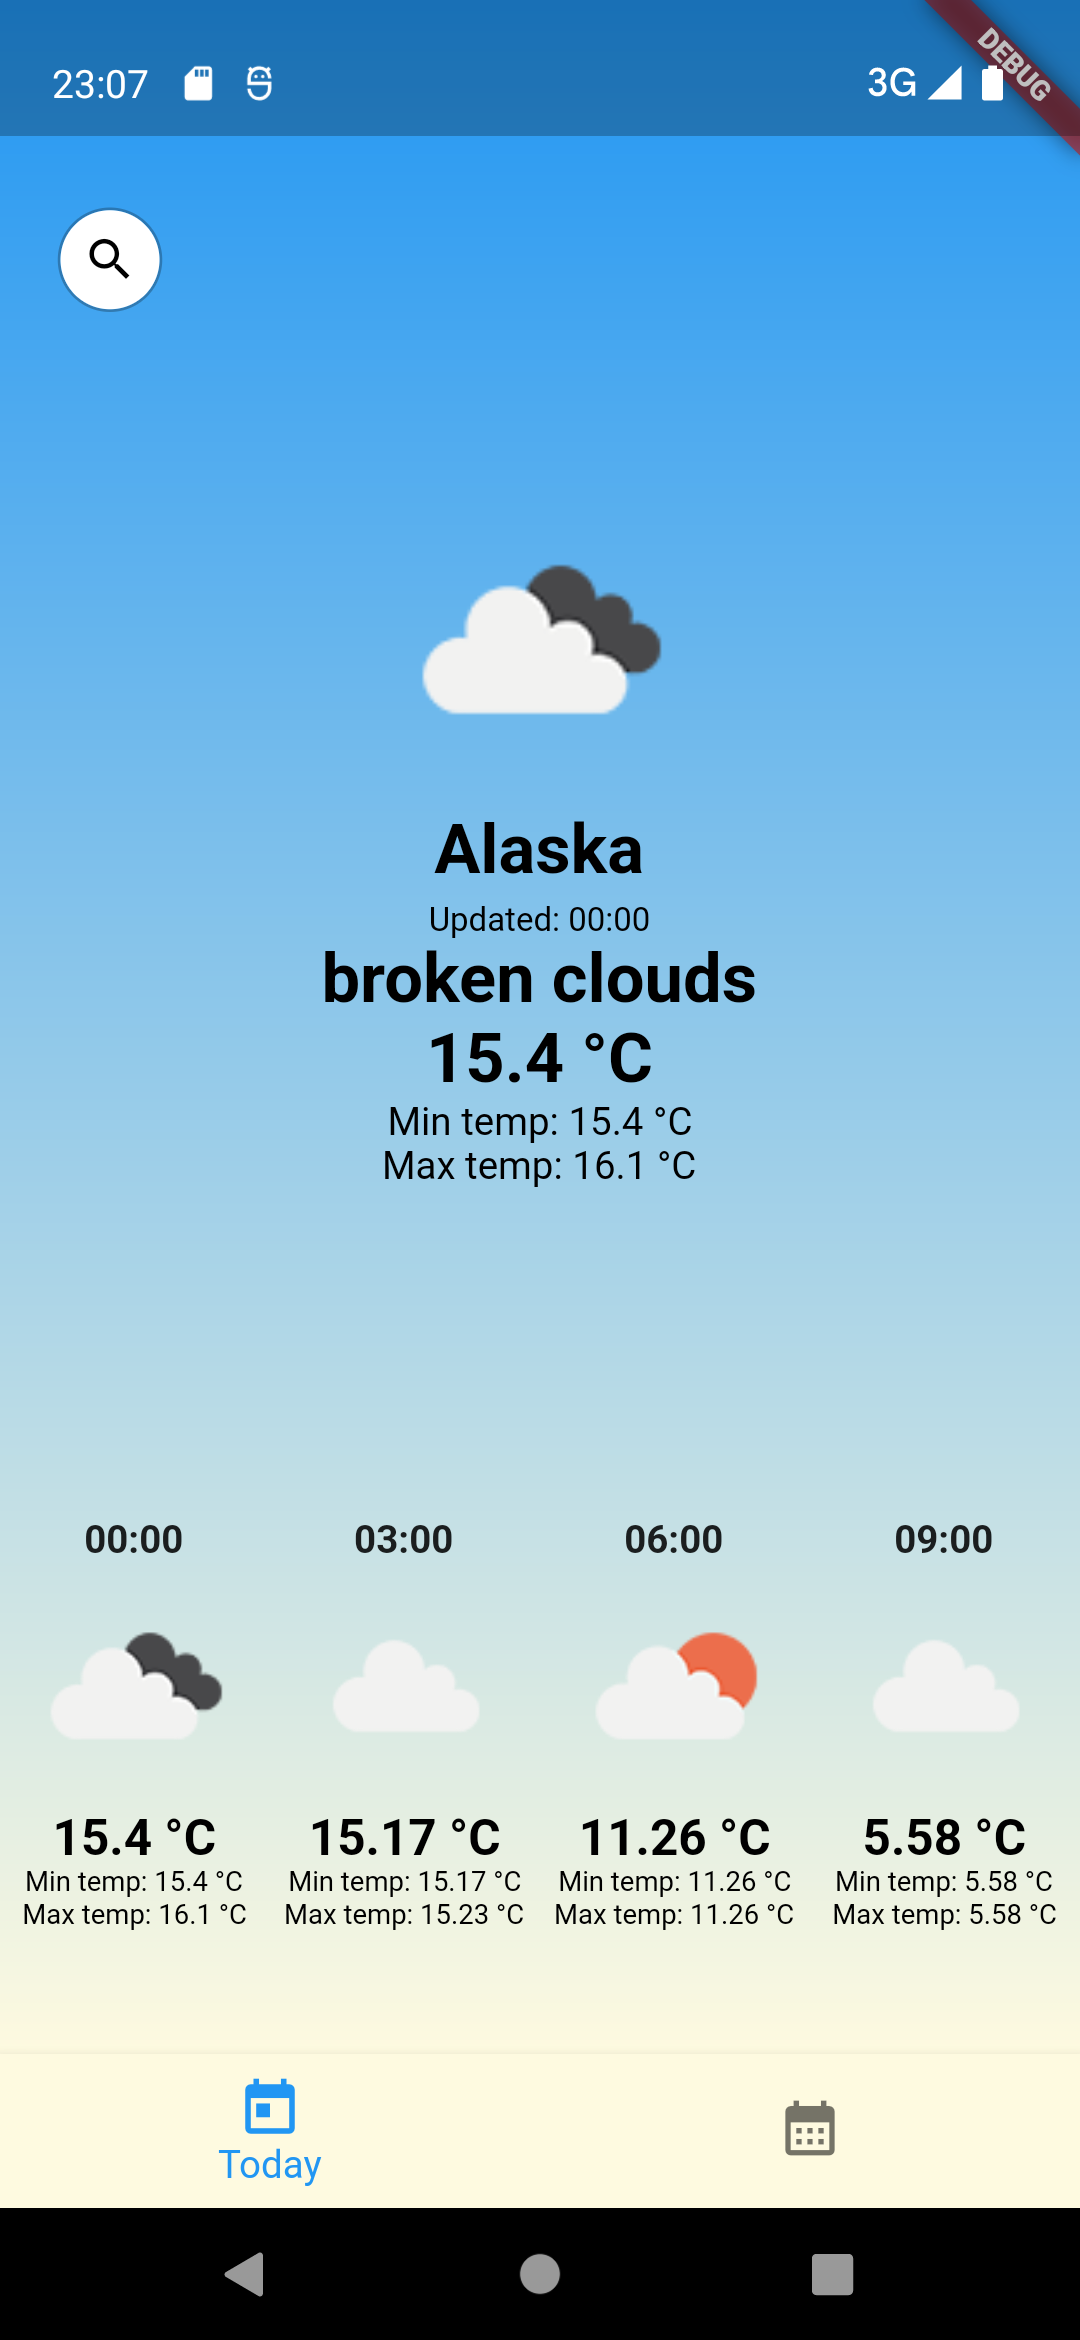 23:07 3G
DEBUG
Alaska
Updated: 00:00
broken clouds
15.4 °C
Min temp: 15.4 °C
Max temp: 16.1 °C
00:00 03:00 06:00 09:00
15.4 °C 15.17 °C 11.26 °C 5.58 °C
Min temp: 15.4 °C Min temp: 15.17 °C Min temp: 11.26 °C Min temp: 5.58 °C
Max temp: 16.1 °C Max temp: 15.23 °C Max temp: 11.26 °C Max temp: 5.58 °C
Today